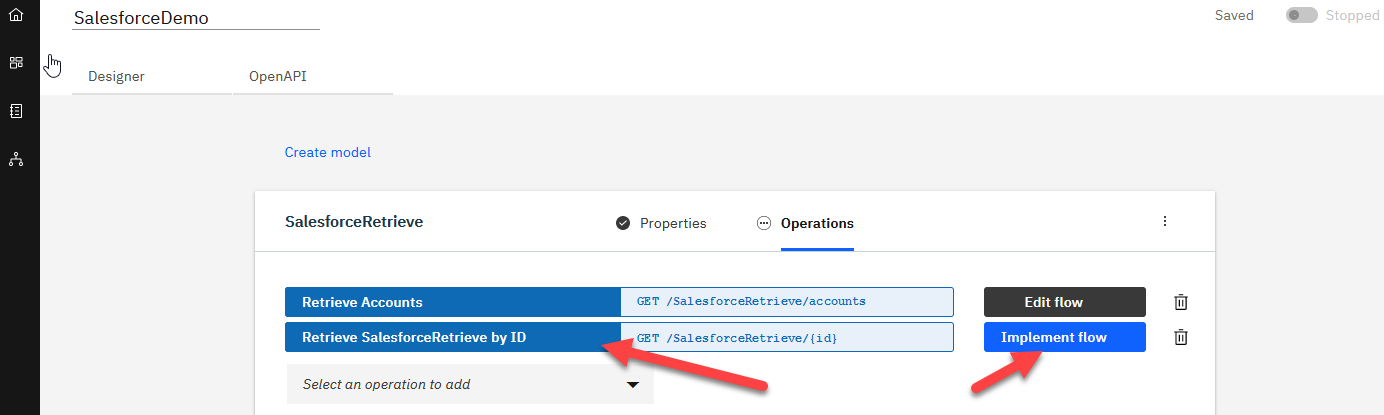 SalesforceDemo
Saved
Stopped
Designer
OpenAPI
Create model
SalesforceRetrieve
Properties
Operations
Retrieve Accounts
GET /SalesforceRetrieve/accounts
Edit flow
Retrieve SalesforceRetrieve by ID
GET /SalesforceRetrieve/{id}
Implement flow
Select an operation to add